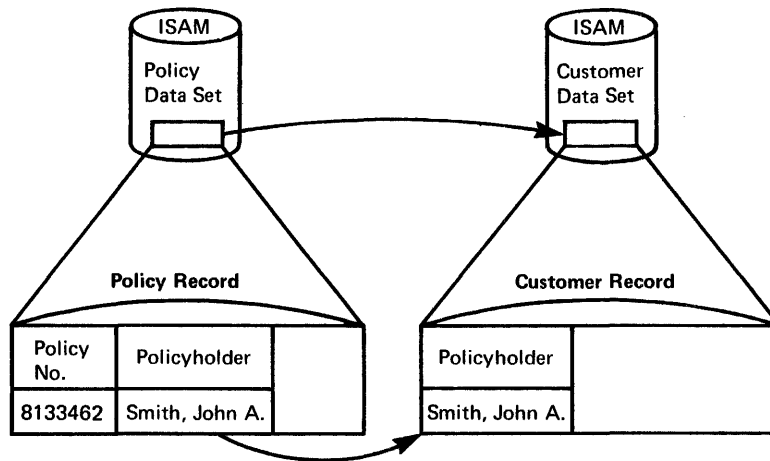 ISAM
Policy
Data Set
ISAM
Customer
Data Set
Policy Record
Policy
No.
Policyholder
8133462
Smith, John A.
Customer Record
Policyholder
Smith, John A.